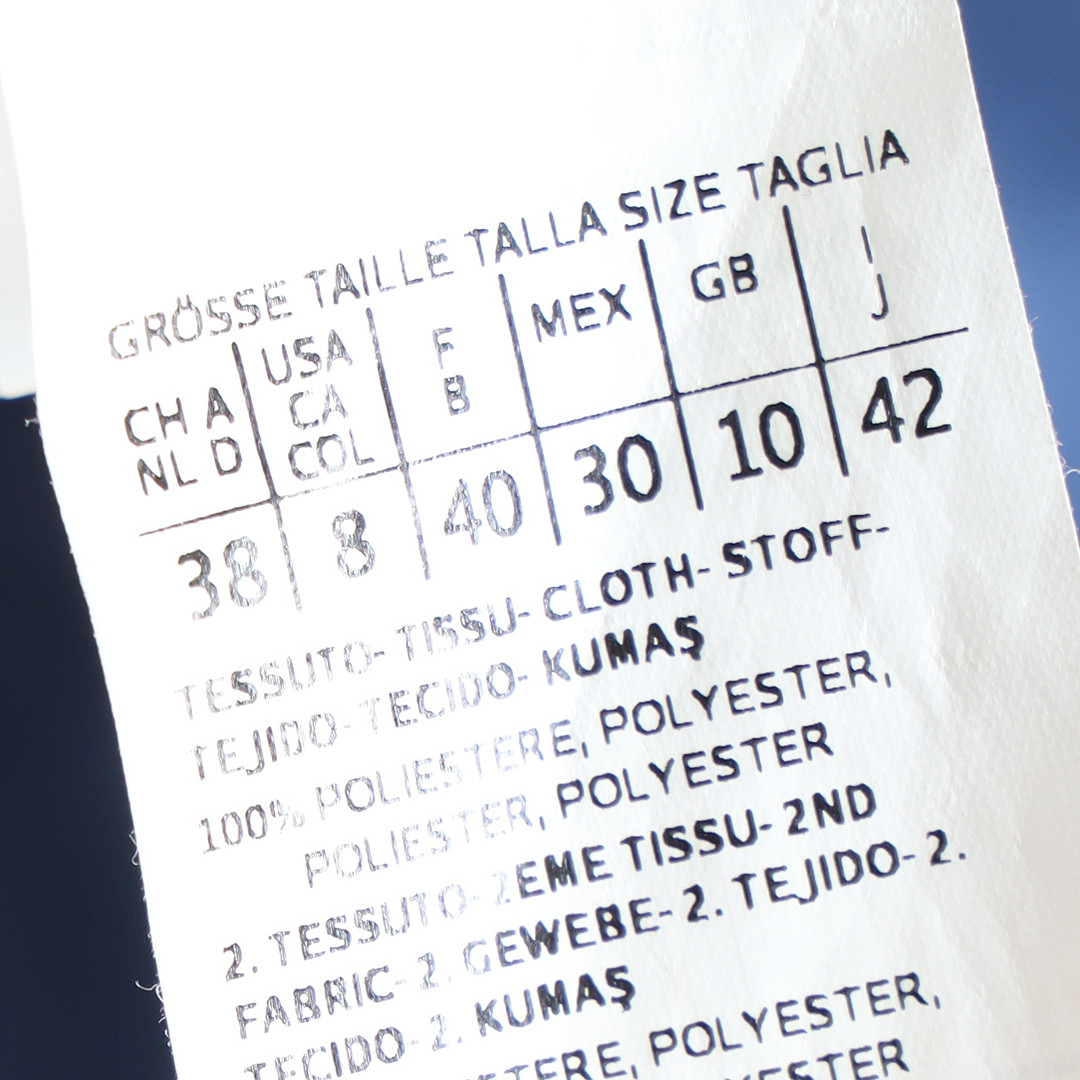 GRÖSSE TAILLE TALLA SIZE TAGLIA
CH A NL D USA CA COL F B MEX GB I J
38 8 40 30 10 42
TESSUTO-TISSU-CLOTH-STOFF-
TEJIDO-TECIDO-KUMAŞ
100% POLIESTERE, POLYESTER,
POLIESTER, POLYESTER
2. TESSUTO-2EME TISSU-2ND
FABRIC-2. GEWEBE-2. TEJIDO-2.
TECIDO-2. KUMAŞ
POLYESTER,